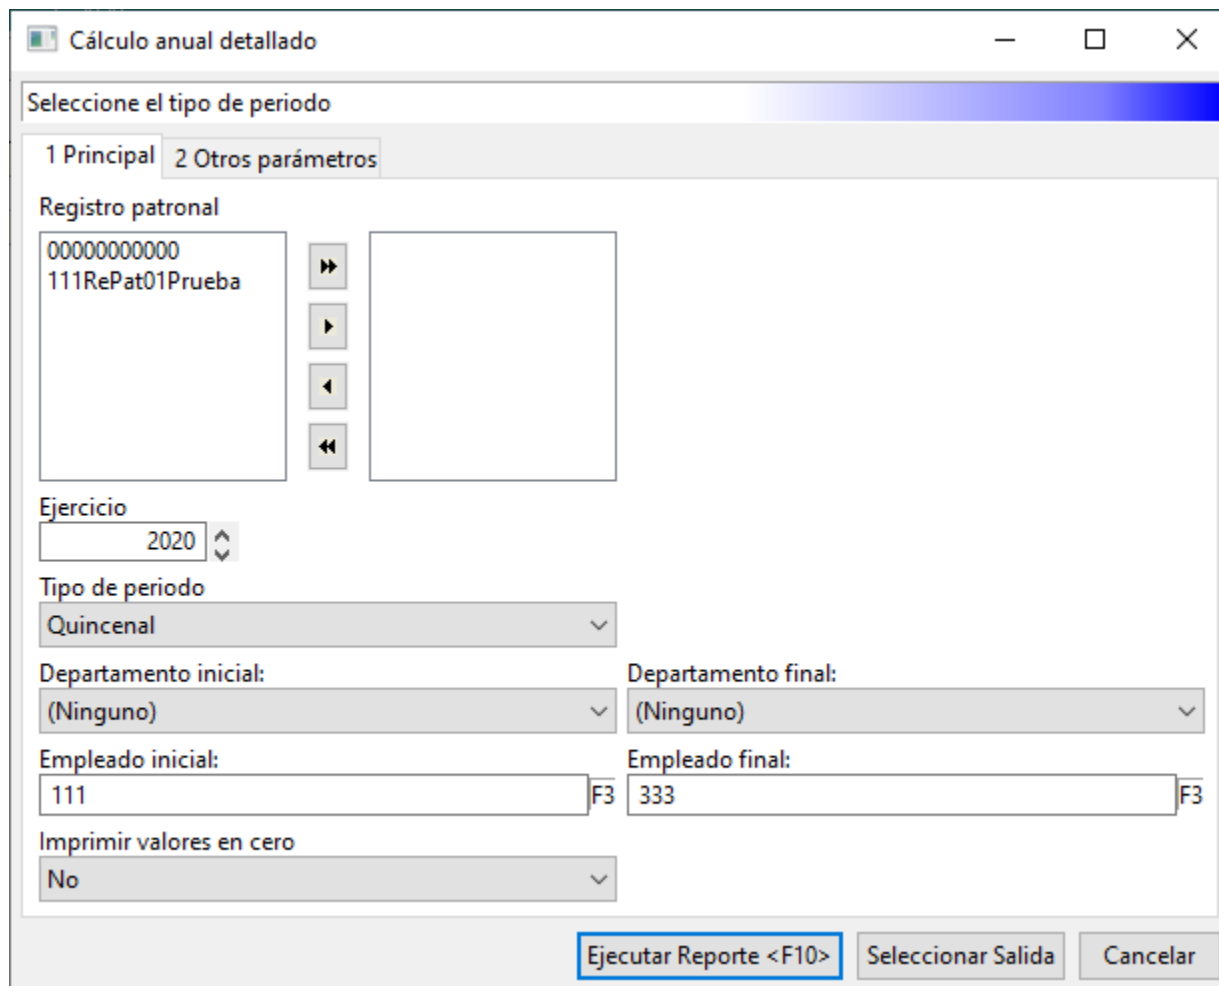 Cálculo anual detallado
Seleccione el tipo de periodo
1 Principal 2 Otros parámetros
Registro patronal
00000000000
111RePat01Prueba
Ejercicio
2020
Tipo de periodo
Quincenal
Departamento inicial: Departamento final:
(Ninguno) (Ninguno)
Empleado inicial: Empleado final:
111 F3 333 F3
Imprimir valores en cero
No
Ejecutar Reporte <F10> Seleccionar Salida Cancelar